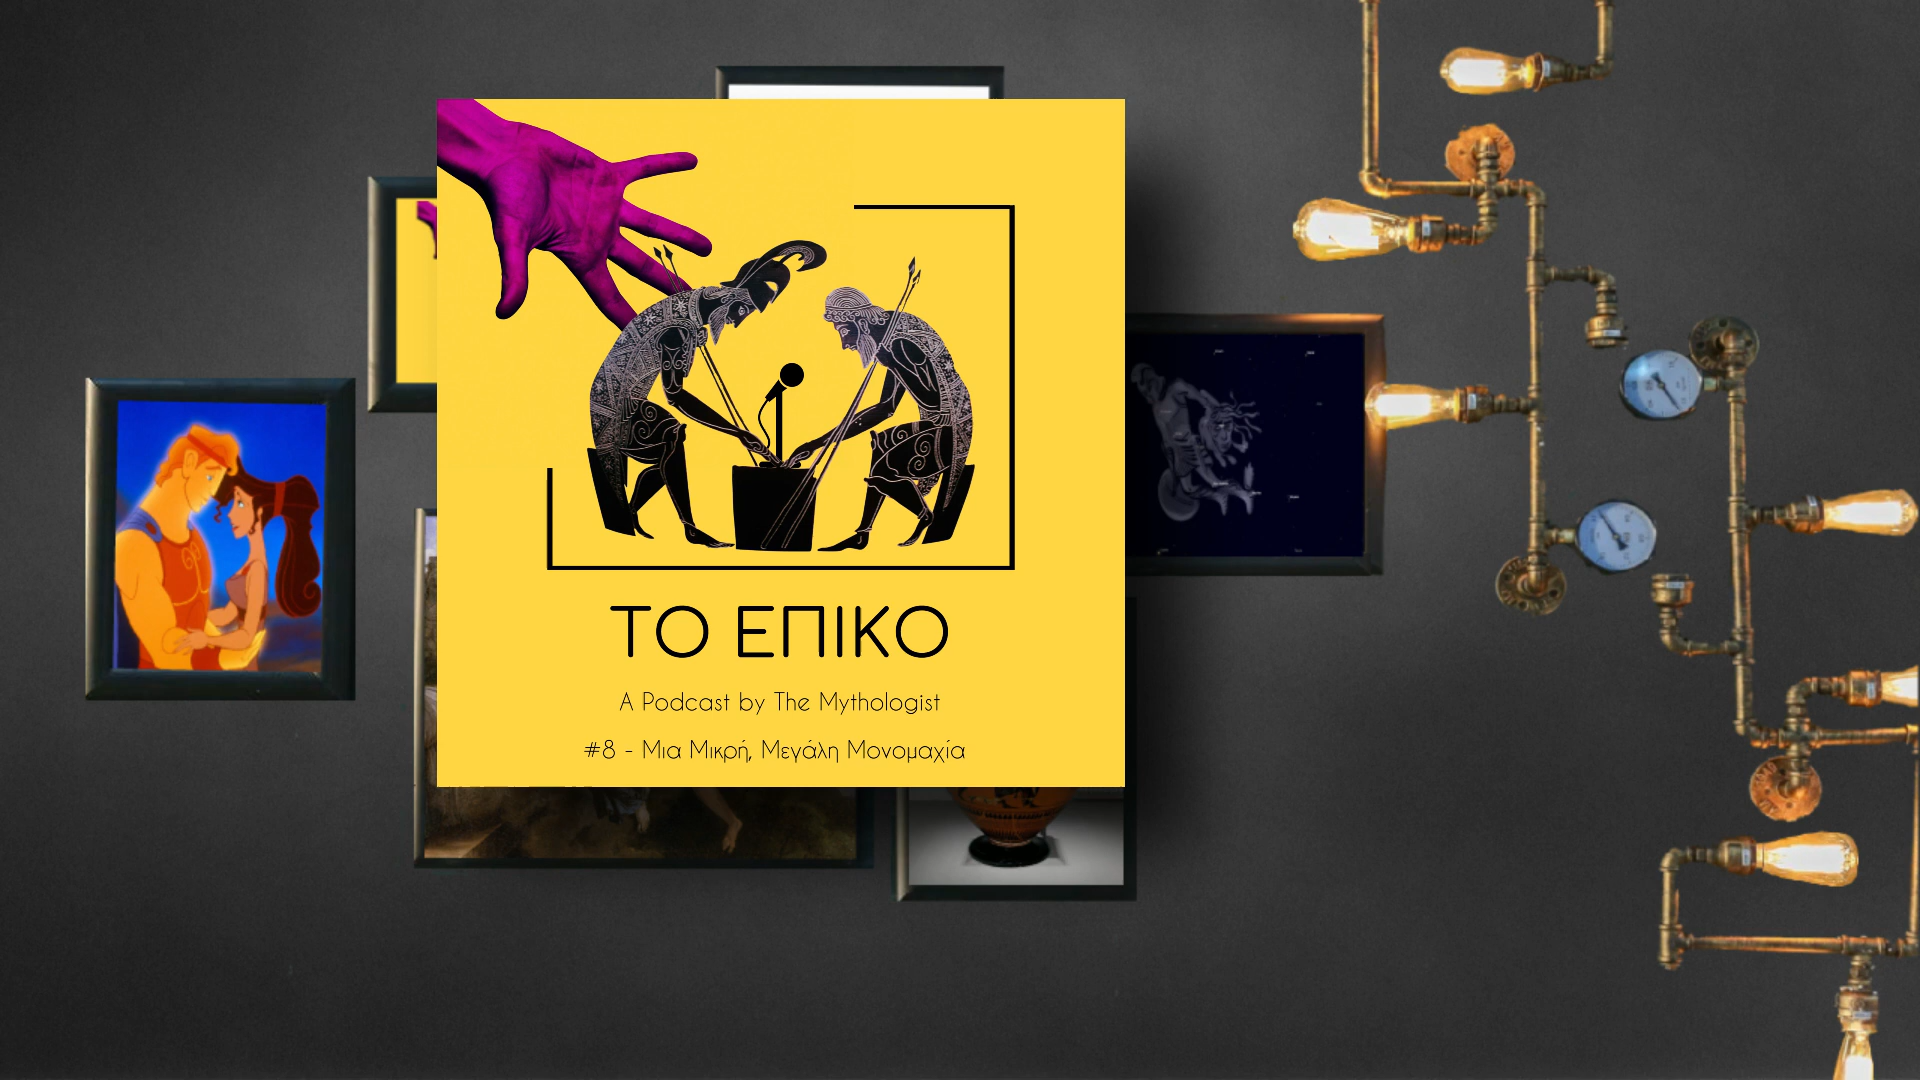 ΤΟ ΕΠΙΚΟ
A Podcast by The Mythologist
#8 - Μια Μικρή, Μεγάλη Μονομαχία